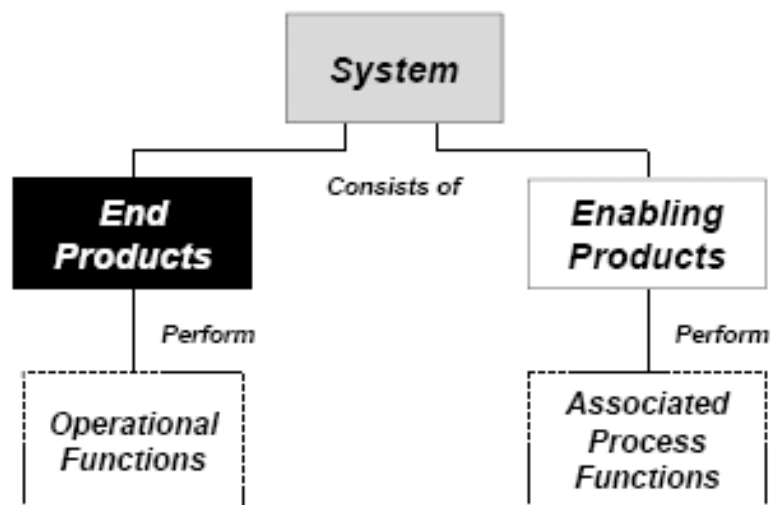 System
Consists of
End
Products
Enabling
Products
Perform
Perform
Operational
Functions
Associated
Process
Functions